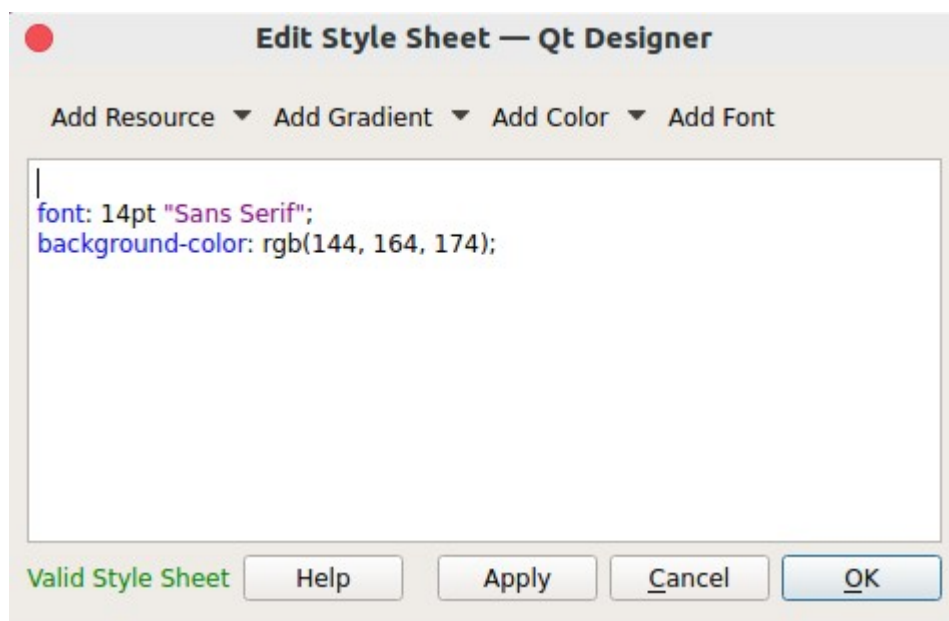 Edit Style Sheet — Qt Designer
Add Resource Add Gradient Add Color Add Font
font: 14pt "Sans Serif";
background-color: rgb(144, 164, 174);
Valid Style Sheet Help Apply Cancel OK